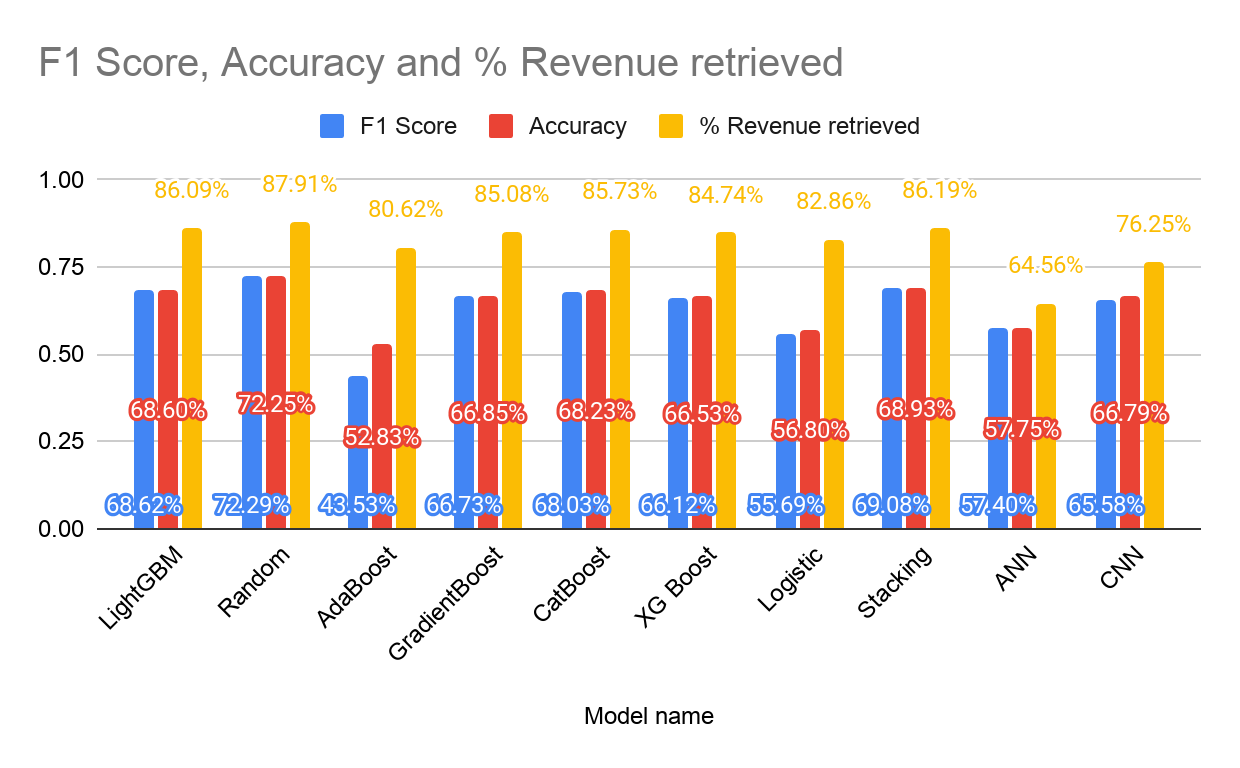 F1 Score, Accuracy and % Revenue retrieved
F1 Score Accuracy % Revenue retrieved
1.00
0.75
0.50
0.25
0.00
86.09% 87.91% 80.62% 85.08% 85.73% 84.74% 82.86% 86.19% 64.56% 76.25%
68.60% 72.25% 52.83% 66.85% 68.23% 66.53% 56.80% 68.93% 57.75% 66.79%
68.62% 72.29% 43.53% 66.73% 68.03% 66.12% 55.69% 69.08% 57.40% 65.58%
LightGBM Random AdaBoost GradientBoost CatBoost XG Boost Logistic Stacking ANN CNN
Model name